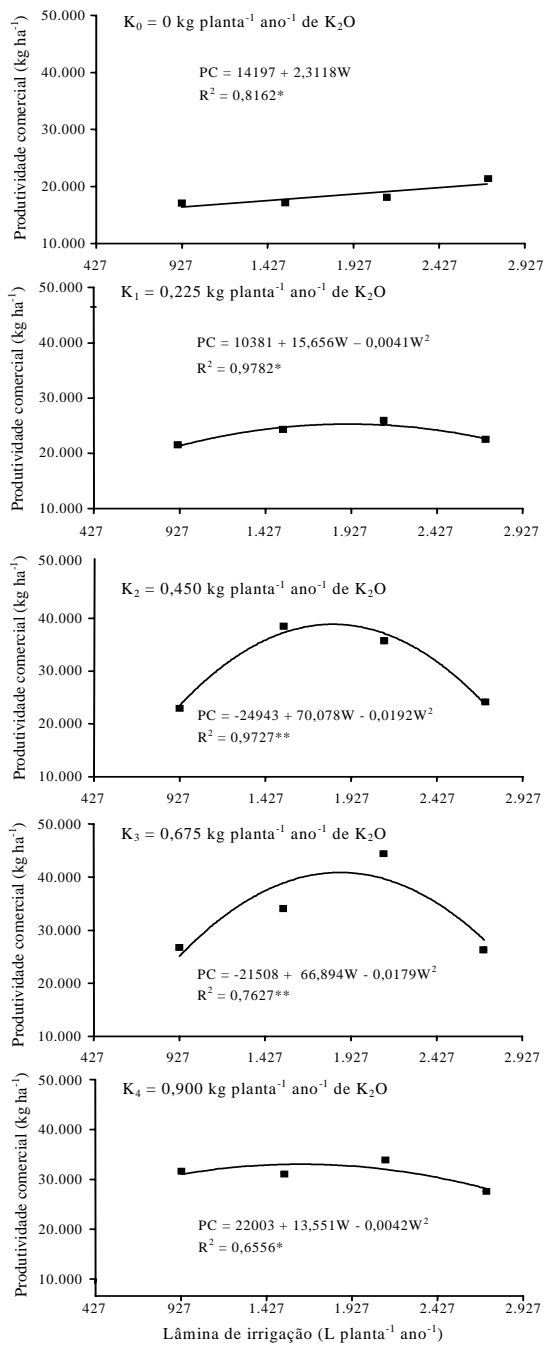 K₀ = 0 kg planta⁻¹ ano⁻¹ de K₂O
Produtividade comercial (kg ha⁻¹)
50.000
40.000
30.000
20.000
10.000
PC = 14197 + 2,3118W
R² = 0,8162*
427 927 1.427 1.927 2.427 2.927
K₁ = 0,225 kg planta⁻¹ ano⁻¹ de K₂O
Produtividade comercial (kg ha⁻¹)
50.000
40.000
30.000
20.000
10.000
PC = 10381 + 15,656W – 0,0041W²
R² = 0,9782*
427 927 1.427 1.927 2.427 2.927
K₂ = 0,450 kg planta⁻¹ ano⁻¹ de K₂O
Produtividade comercial (kg ha⁻¹)
50.000
40.000
30.000
20.000
10.000
PC = -24943 + 70,078W - 0,0192W²
R² = 0,9727**
427 927 1.427 1.927 2.427 2.927
K₃ = 0,675 kg planta⁻¹ ano⁻¹ de K₂O
Produtividade comercial (kg ha⁻¹)
50.000
40.000
30.000
20.000
10.000
PC = -21508 + 66,894W - 0,0179W²
R² = 0,7627**
427 927 1.427 1.927 2.427 2.927
K₄ = 0,900 kg planta⁻¹ ano⁻¹ de K₂O
Produtividade comercial (kg ha⁻¹)
50.000
40.000
30.000
20.000
10.000
PC = 22003 + 13,551W - 0,0042W²
R² = 0,6556*
427 927 1.427 1.927 2.427 2.927
Lâmina de irrigação (L planta⁻¹ ano⁻¹)